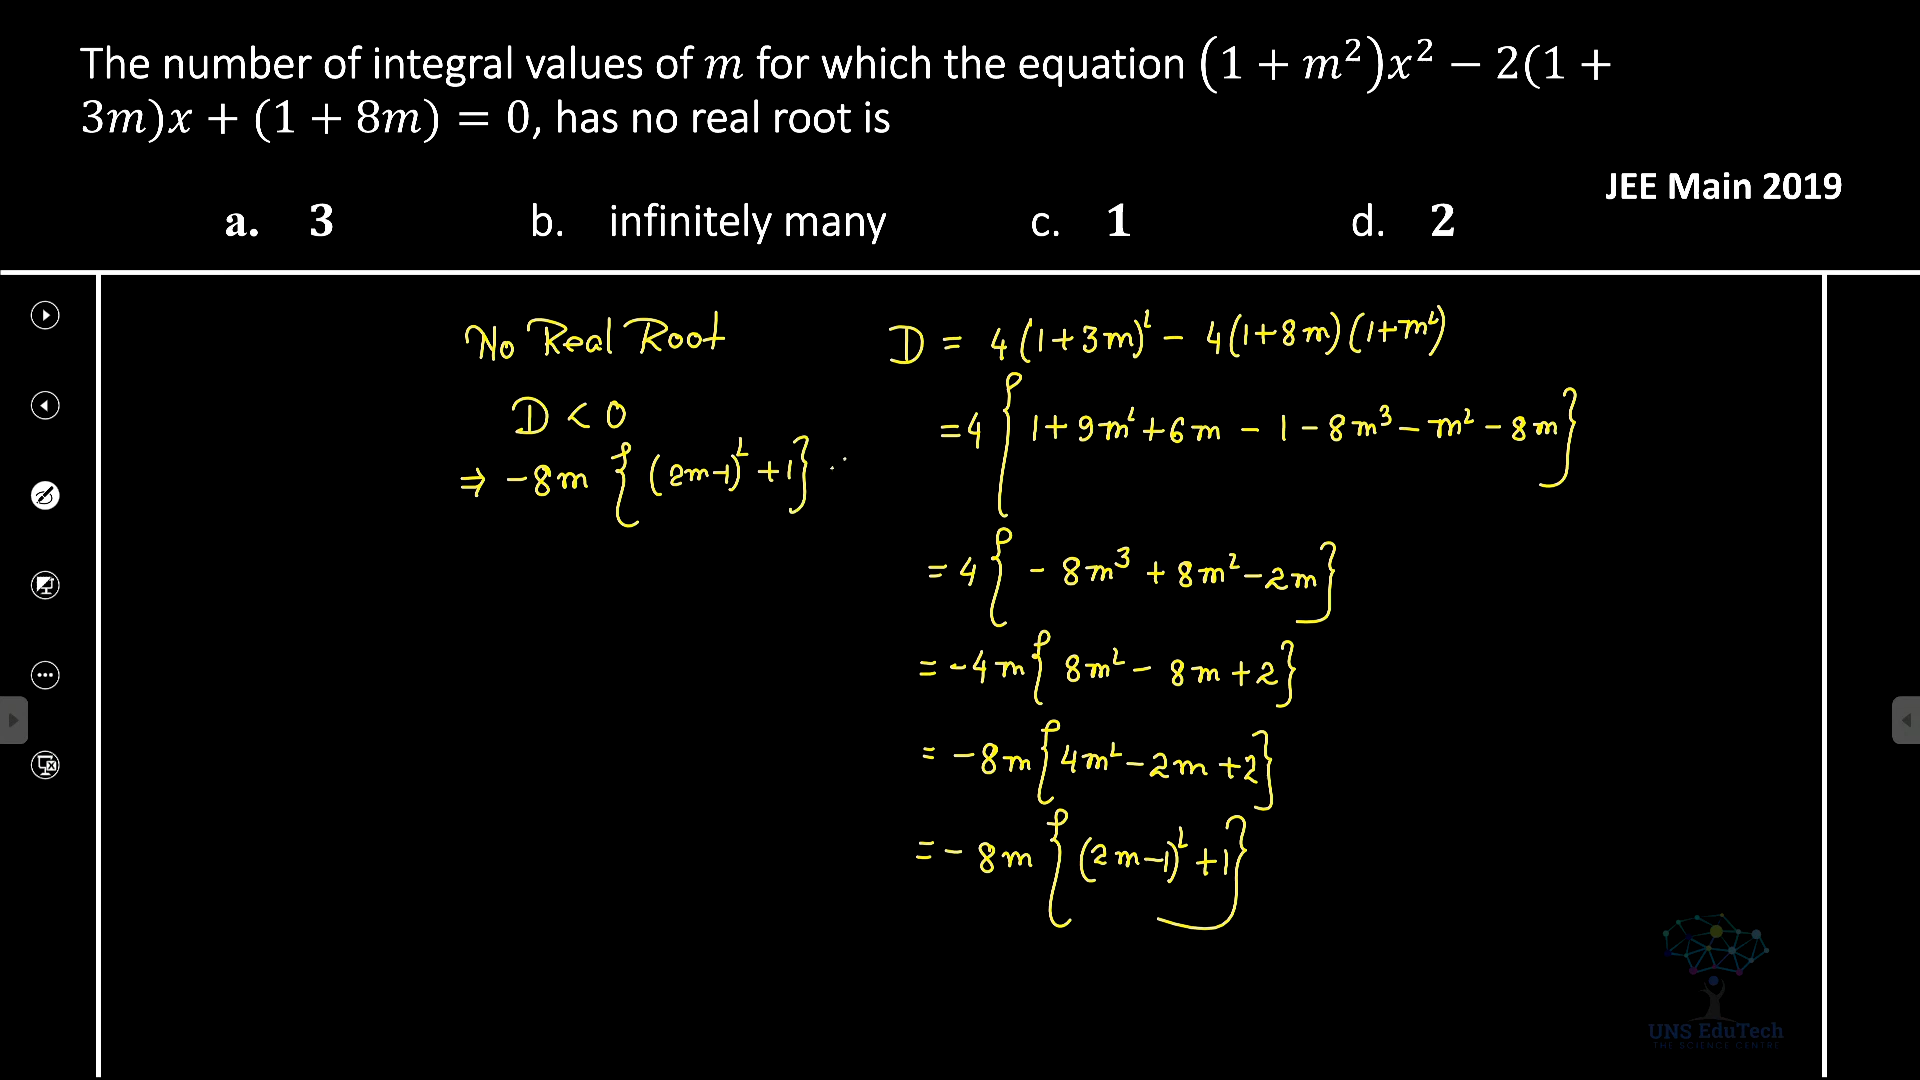 The number of integral values of m for which the equation (1 + m²)x² − 2(1 +
3m)x + (1 + 8m) = 0, has no real root is
JEE Main 2019
a. 3 b. infinitely many c. 1 d. 2
No Real Root
D < 0
⇒ -8m {(2m-1)² + 1}
D = 4(1+3m)² - 4(1+8m)(1+m²)
= 4 {1 + 9m² + 6m - 1 - 8m³ - m² - 8m}
= 4 {- 8m³ + 8m² - 2m}
= -4m {8m² - 8m + 2}
= -8m {4m² - 2m + 2}
= - 8m {(2m-1)² + 1}
UNS EduTech
THE SCIENCE CENTRE